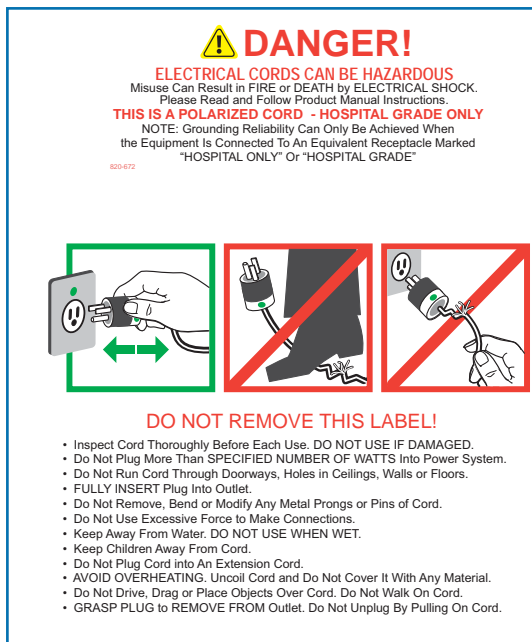 DANGER!
ELECTRICAL CORDS CAN BE HAZARDOUS
Misuse Can Result in FIRE or DEATH by ELECTRICAL SHOCK.
Please Read and Follow Product Manual Instructions.
THIS IS A POLARIZED CORD - HOSPITAL GRADE ONLY
NOTE: Grounding Reliability Can Only Be Achieved When
the Equipment Is Connected To An Equivalent Receptacle Marked
“HOSPITAL ONLY” Or “HOSPITAL GRADE”
820-672
DO NOT REMOVE THIS LABEL!
• Inspect Cord Thoroughly Before Each Use. DO NOT USE IF DAMAGED.
• Do Not Plug More Than SPECIFIED NUMBER OF WATTS Into Power System.
• Do Not Run Cord Through Doorways, Holes in Ceilings, Walls or Floors.
• FULLY INSERT Plug Into Outlet.
• Do Not Remove, Bend or Modify Any Metal Prongs or Pins of Cord.
• Do Not Use Excessive Force to Make Connections.
• Keep Away From Water. DO NOT USE WHEN WET.
• Keep Children Away From Cord.
• Do Not Plug Cord into An Extension Cord.
• AVOID OVERHEATING. Uncoil Cord and Do Not Cover It With Any Material.
• Do Not Drive, Drag or Place Objects Over Cord. Do Not Walk On Cord.
• GRASP PLUG to REMOVE FROM Outlet. Do Not Unplug By Pulling On Cord.